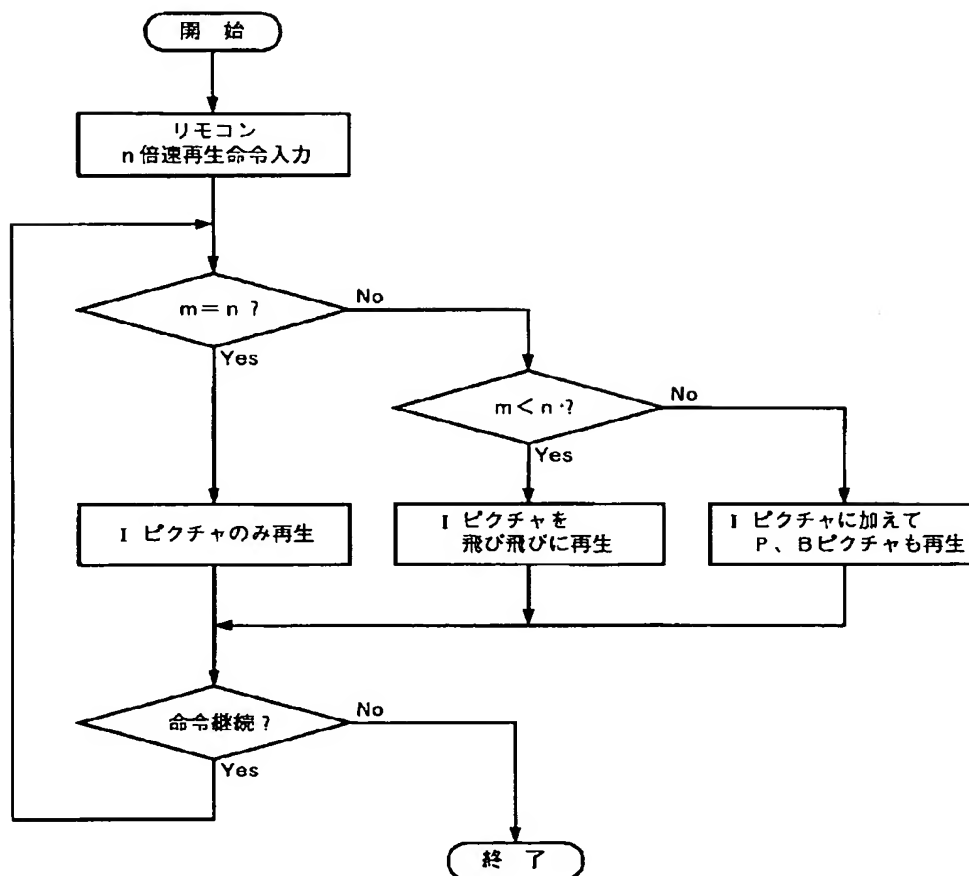 開 始
リモコン
n倍速再生命令入力
m=n ?
No
Yes
m<n ?
No
Yes
I ピクチャのみ再生
I ピクチャを
飛び飛びに再生
I ピクチャに加えて
P、Bピクチャも再生
命令継続?
No
Yes
終 了